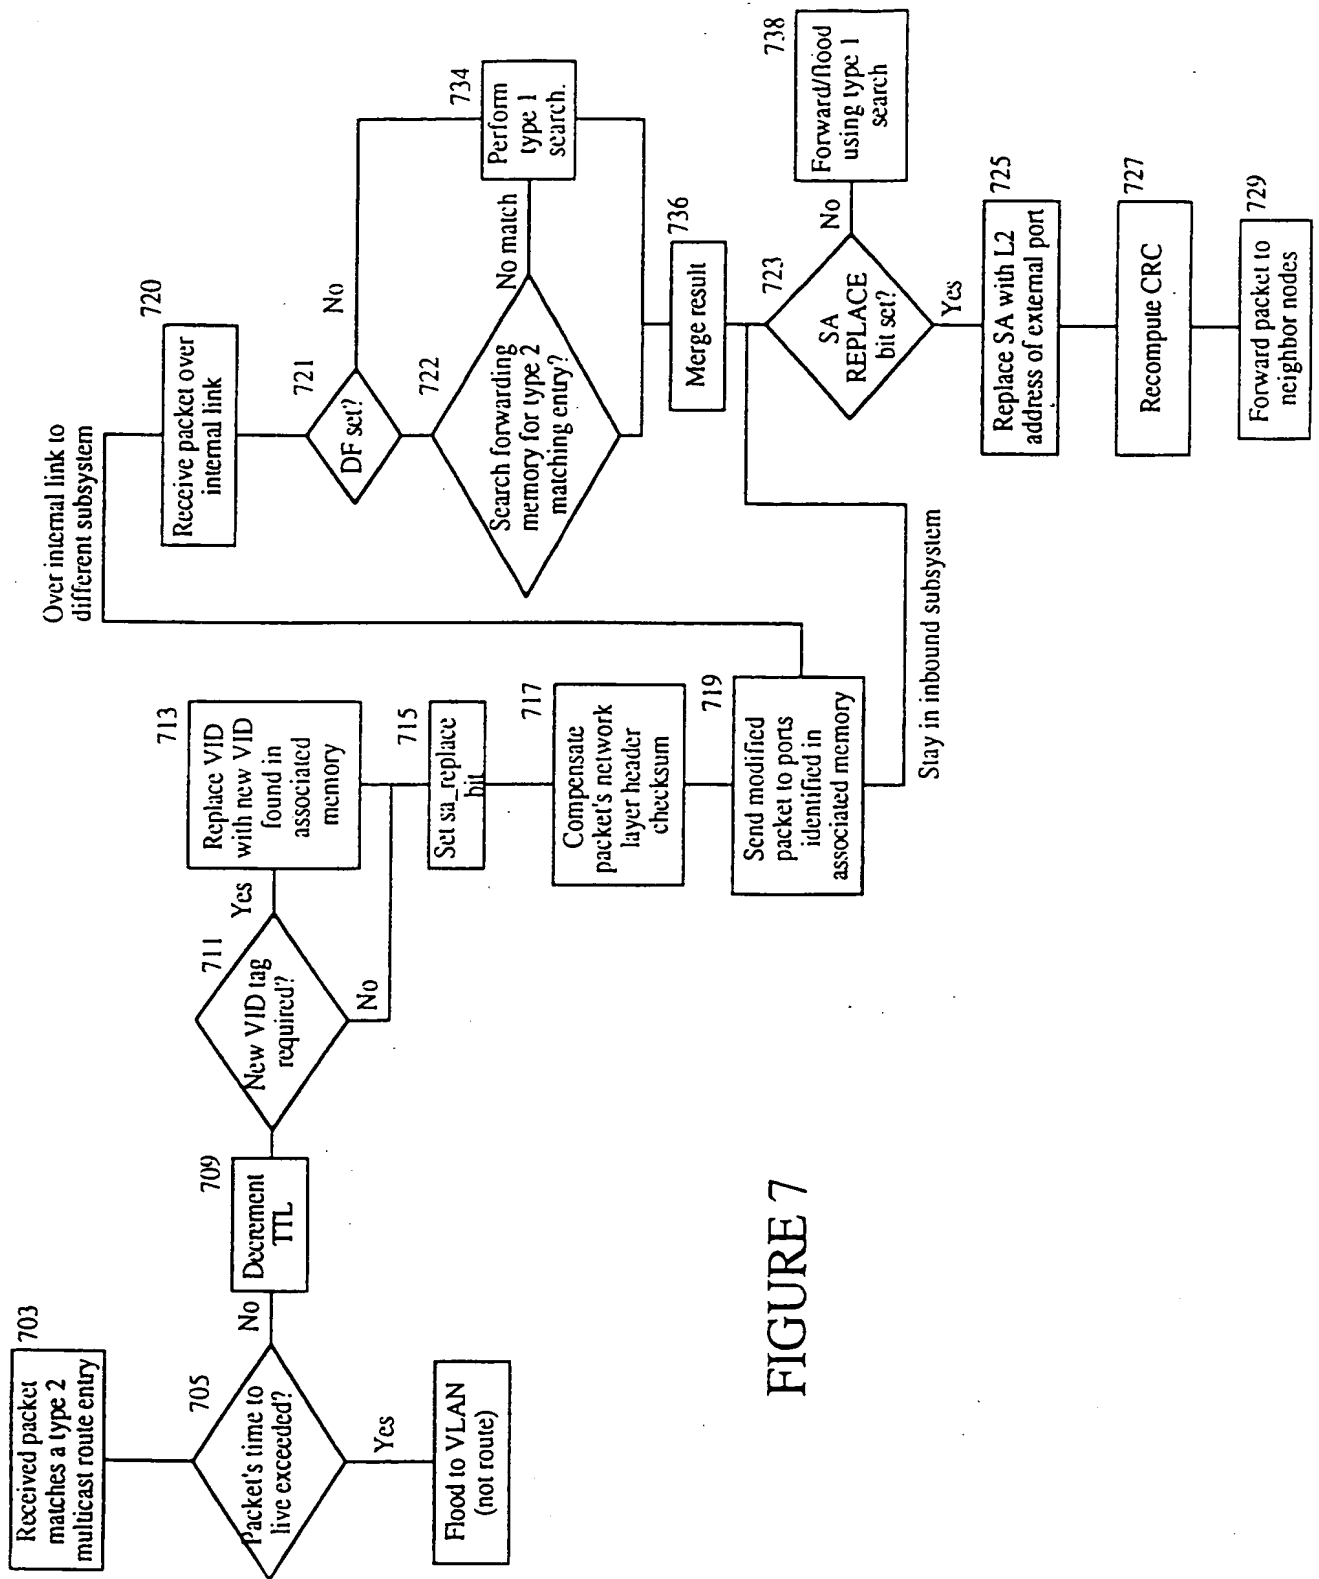 703
Received packet
matches a type 2
multicast route entry
705
Packet's time to
live exceeded?
Yes
Flood to VLAN
(not route)
No
709
Decrement
TTL
711
New VID tag
required?
Yes
No
713
Replace VID
with new VID
found in
associated
memory
715
Set sa_replace
bit
717
Compensate
packet's network
layer header
checksum
719
Send modified
packet to ports
identified in
associated memory
Over internal link to
different subsystem
Stay in inbound subsystem
720
Receive packet over
internal link
721
DF set?
No
722
Search forwarding
memory for type 2
matching entry?
No match
734
Perform
type 1
search.
736
Merge result
723
SA
REPLACE
bit set?
No
738
Forward/flood
using type 1
search
Yes
725
Replace SA with L2
address of external port
727
Recompute CRC
729
Forward packet to
neighbor nodes
FIGURE 7